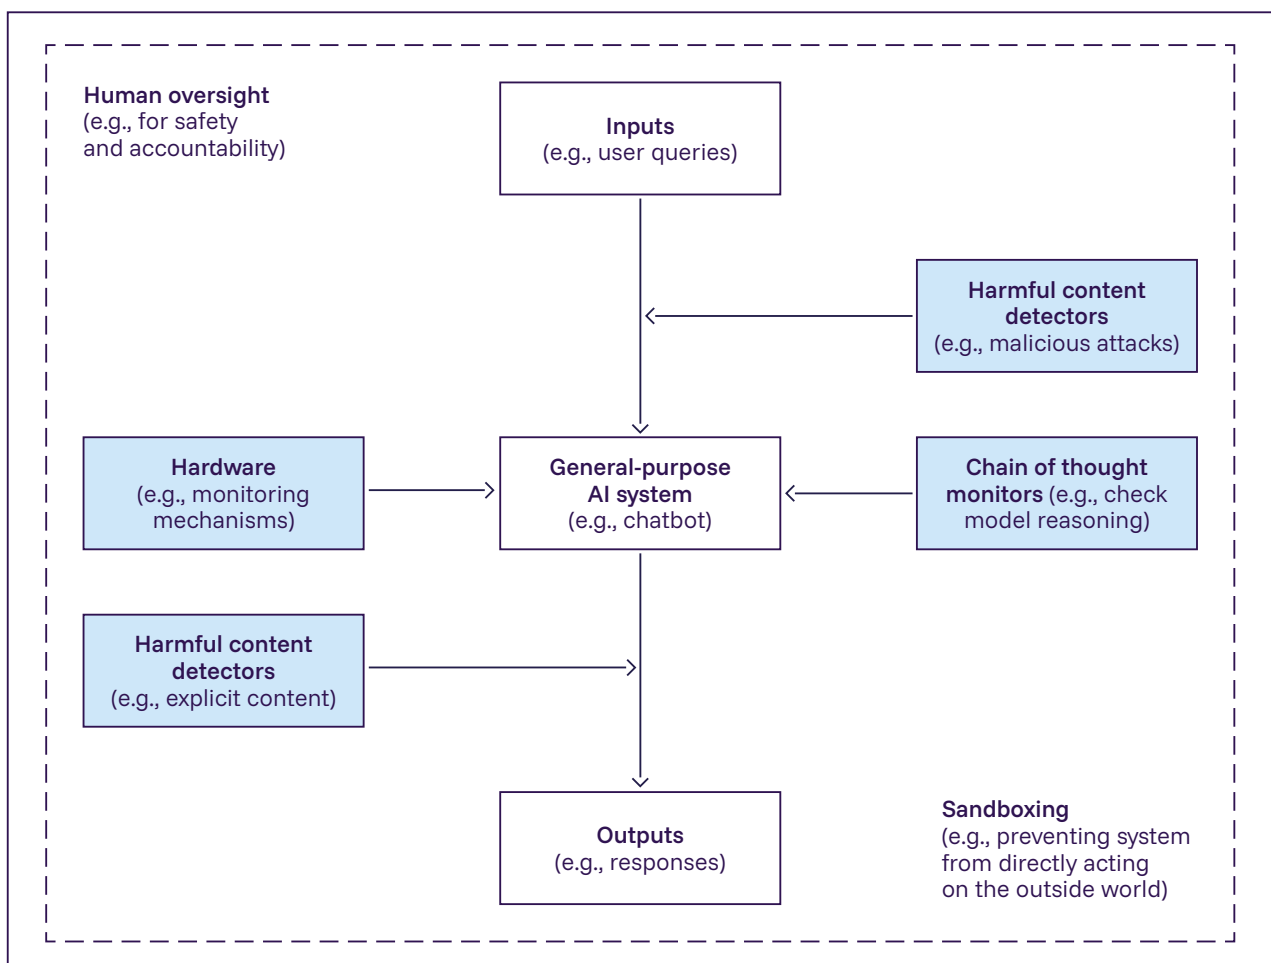 Human oversight
(e.g., for safety
and accountability)
Inputs
(e.g., user queries)
Harmful content
detectors
(e.g., malicious attacks)
Hardware
(e.g., monitoring
mechanisms)
General-purpose
AI system
(e.g., chatbot)
Chain of thought
monitors (e.g., check
model reasoning)
Harmful content
detectors
(e.g., explicit content)
Outputs
(e.g., responses)
Sandboxing
(e.g., preventing system
from directly acting
on the outside world)